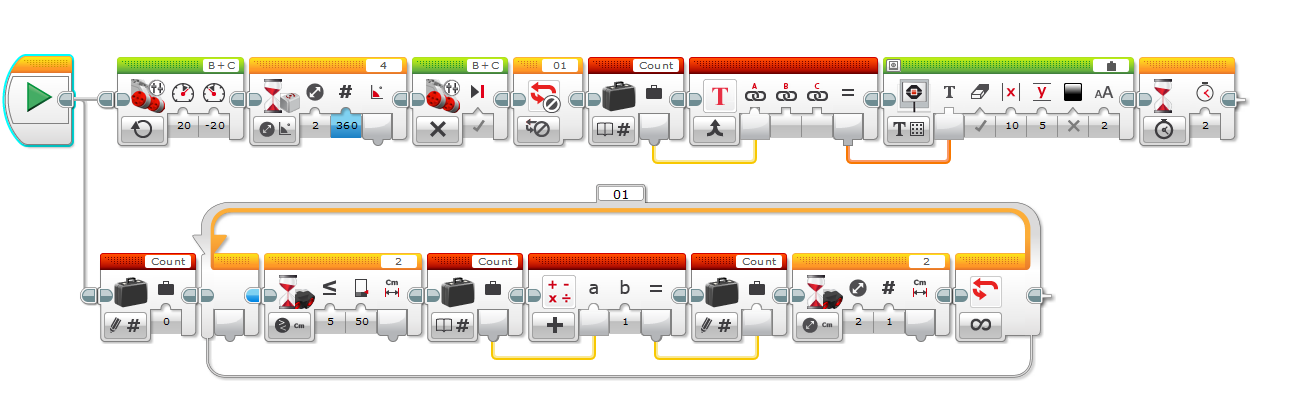 B+C 4 B+C 01 Count
# T A B C = T x y AA
20 -20 2 360 # T 10 5 2 2
01
Count 2 Count Count 2
≤ Cm + - x ÷ a b = # Cm
# 0 Cm 5 50 # + 1 # Cm 2 1 ∞